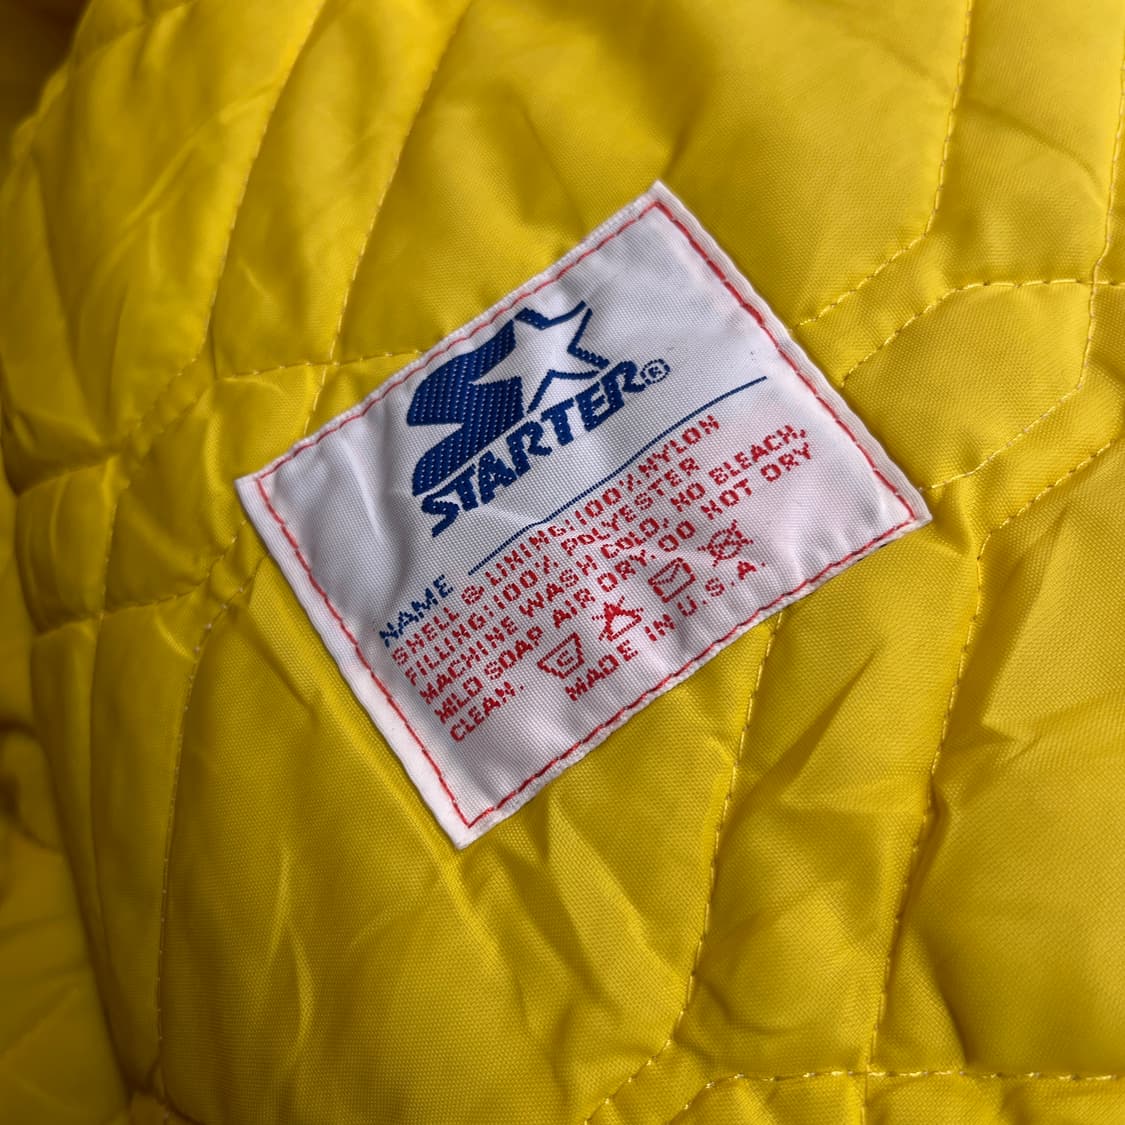 STARTER®
NAME
SHELL & LINING:100% NYLON
FILLING:100% POLYESTER
MACHINE WASH COLD, NO BLEACH,
MILD SOAP AIR DRY. DO NOT DRY
CLEAN.
MADE IN U.S.A.